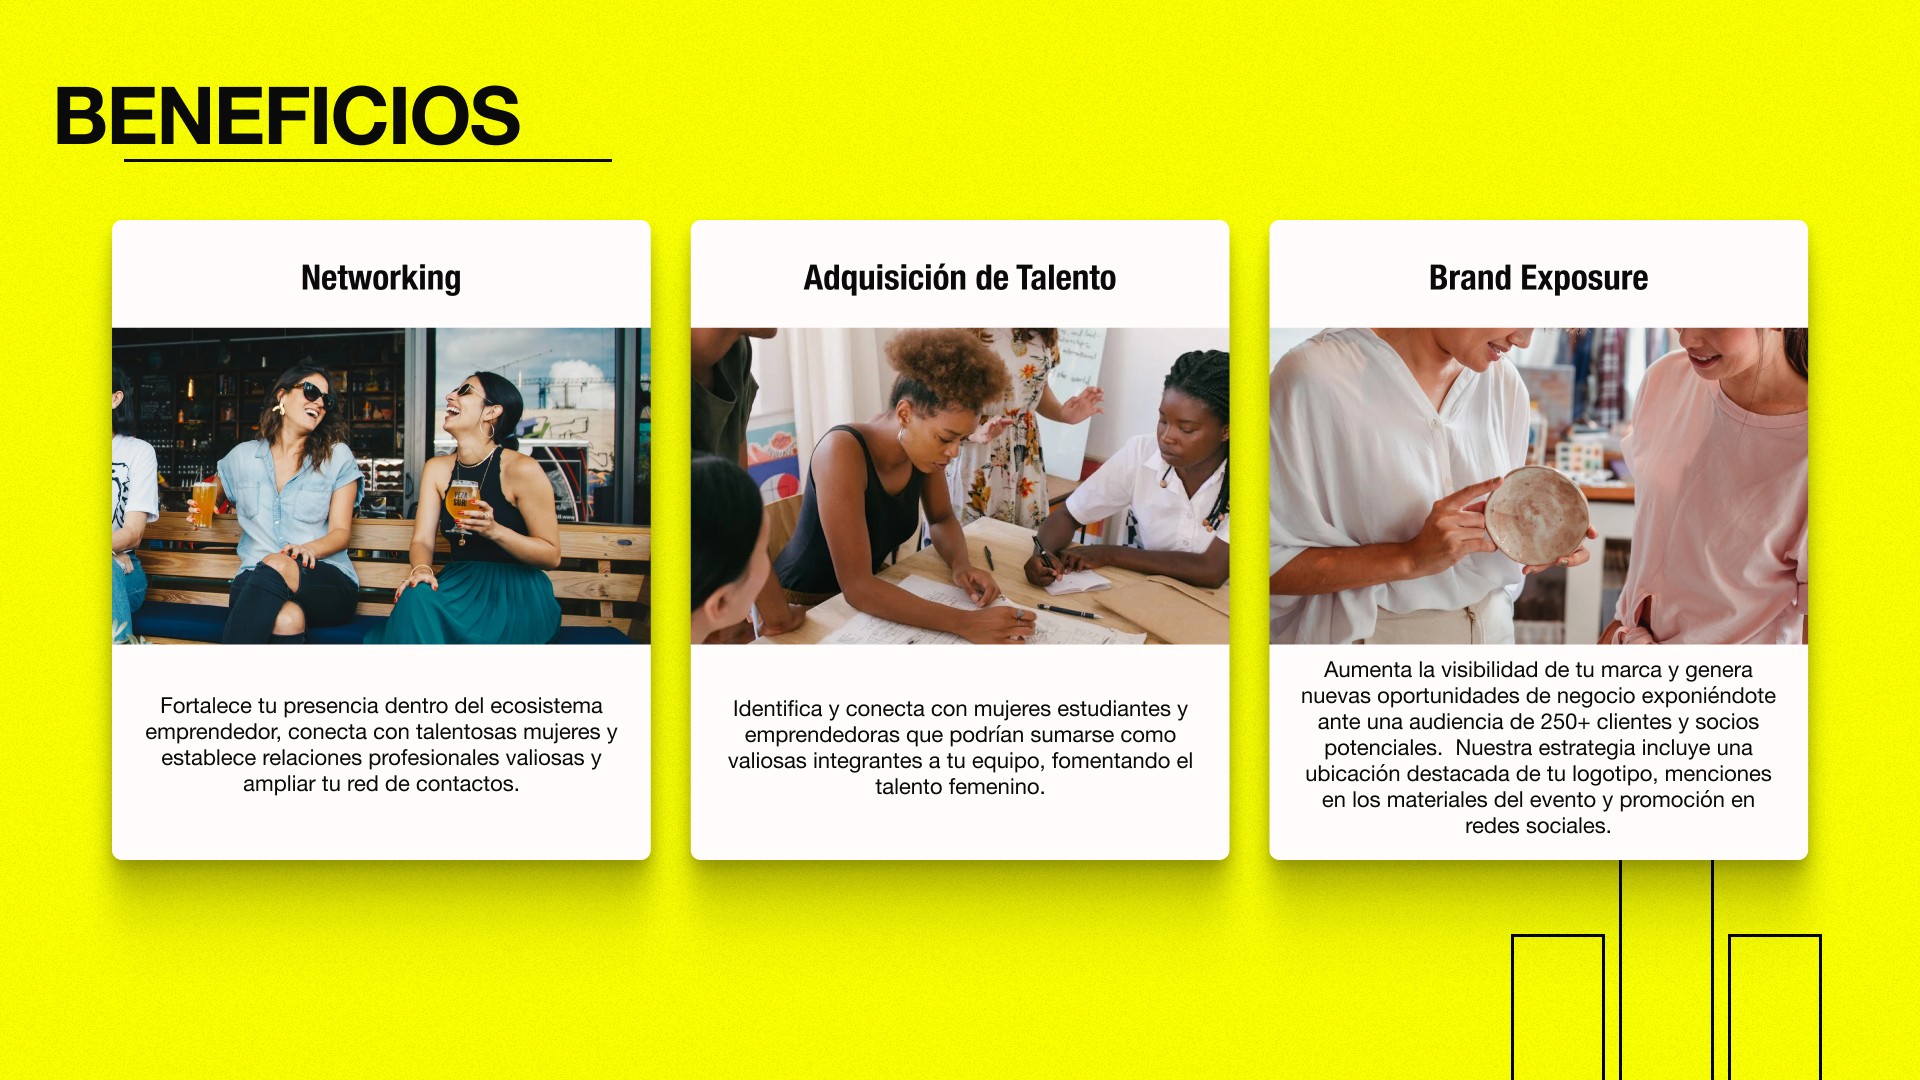 BENEFICIOS
Networking
Fortalece tu presencia dentro del ecosistema
emprendedor, conecta con talentosas mujeres y
establece relaciones profesionales valiosas y
ampliar tu red de contactos.
Adquisición de Talento
Identifica y conecta con mujeres estudiantes y
emprendedoras que podrían sumarse como
valiosas integrantes a tu equipo, fomentando el
talento femenino.
Brand Exposure
Aumenta la visibilidad de tu marca y genera
nuevas oportunidades de negocio exponiéndote
ante una audiencia de 250+ clientes y socios
potenciales.  Nuestra estrategia incluye una
ubicación destacada de tu logotipo, menciones
en los materiales del evento y promoción en
redes sociales.